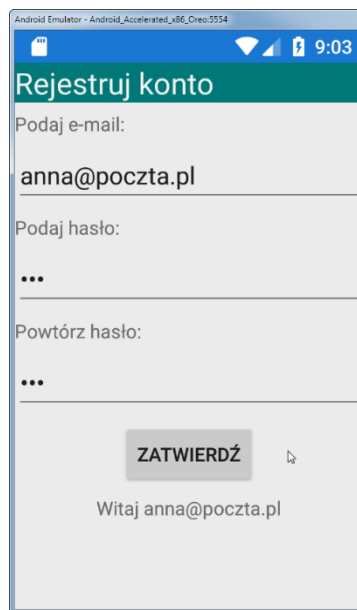 Android Emulator - Android_Accelerated_x86_Oreo:5554
9:03
Rejestruj konto
Podaj e-mail:
anna@poczta.pl
Podaj hasło:
•••
Powtórz hasło:
•••
ZATWIERDŹ
Witaj anna@poczta.pl